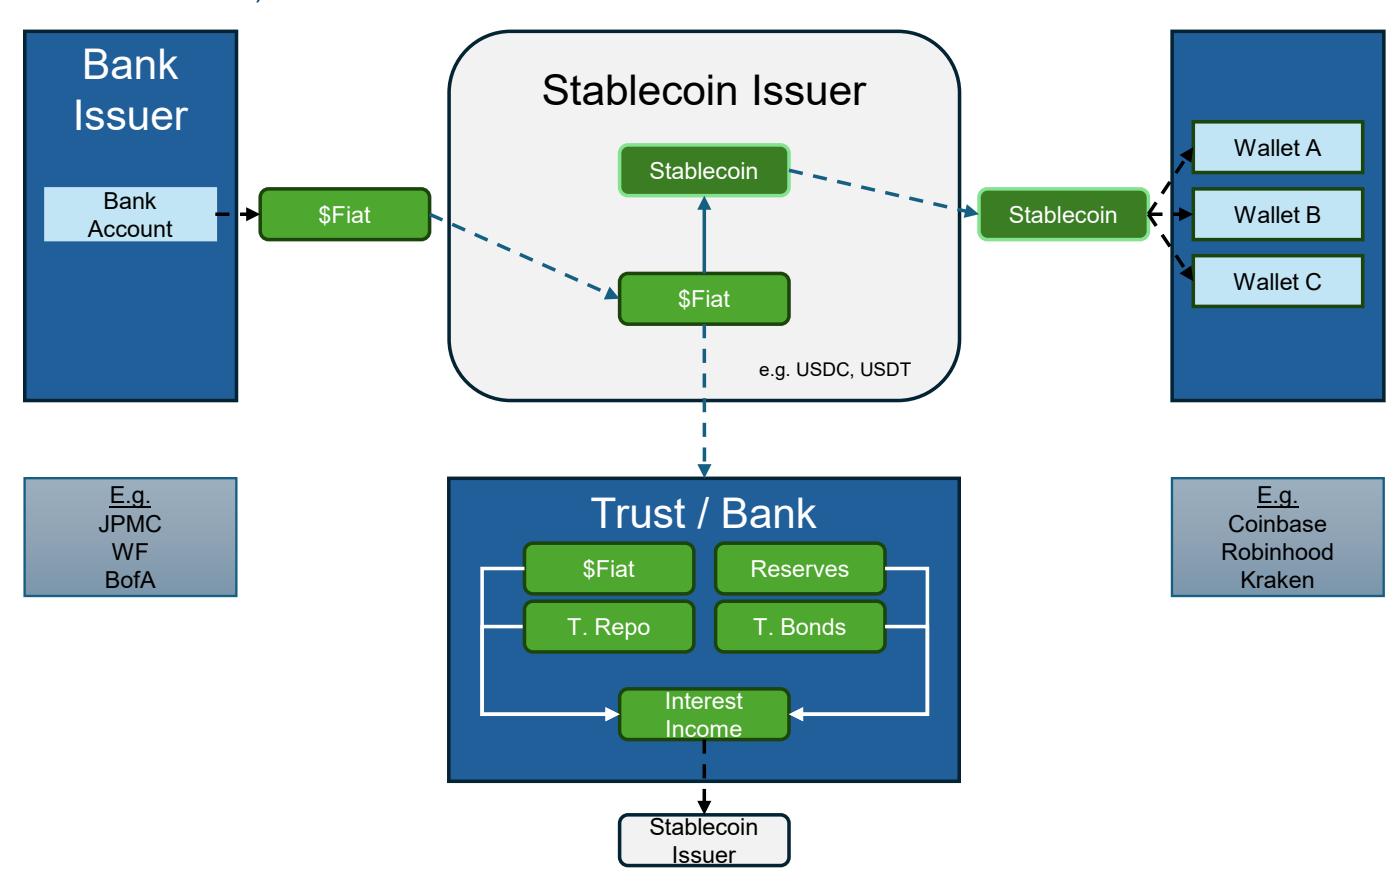 Bank
Issuer
Bank
Account
$Fiat
Stablecoin Issuer
Stablecoin
$Fiat
e.g. USDC, USDT
Stablecoin
Wallet A
Wallet B
Wallet C
E.g.
JPMC
WF
BofA
Trust / Bank
$Fiat
Reserves
T. Repo
T. Bonds
Interest
Income
Stablecoin
Issuer
E.g.
Coinbase
Robinhood
Kraken